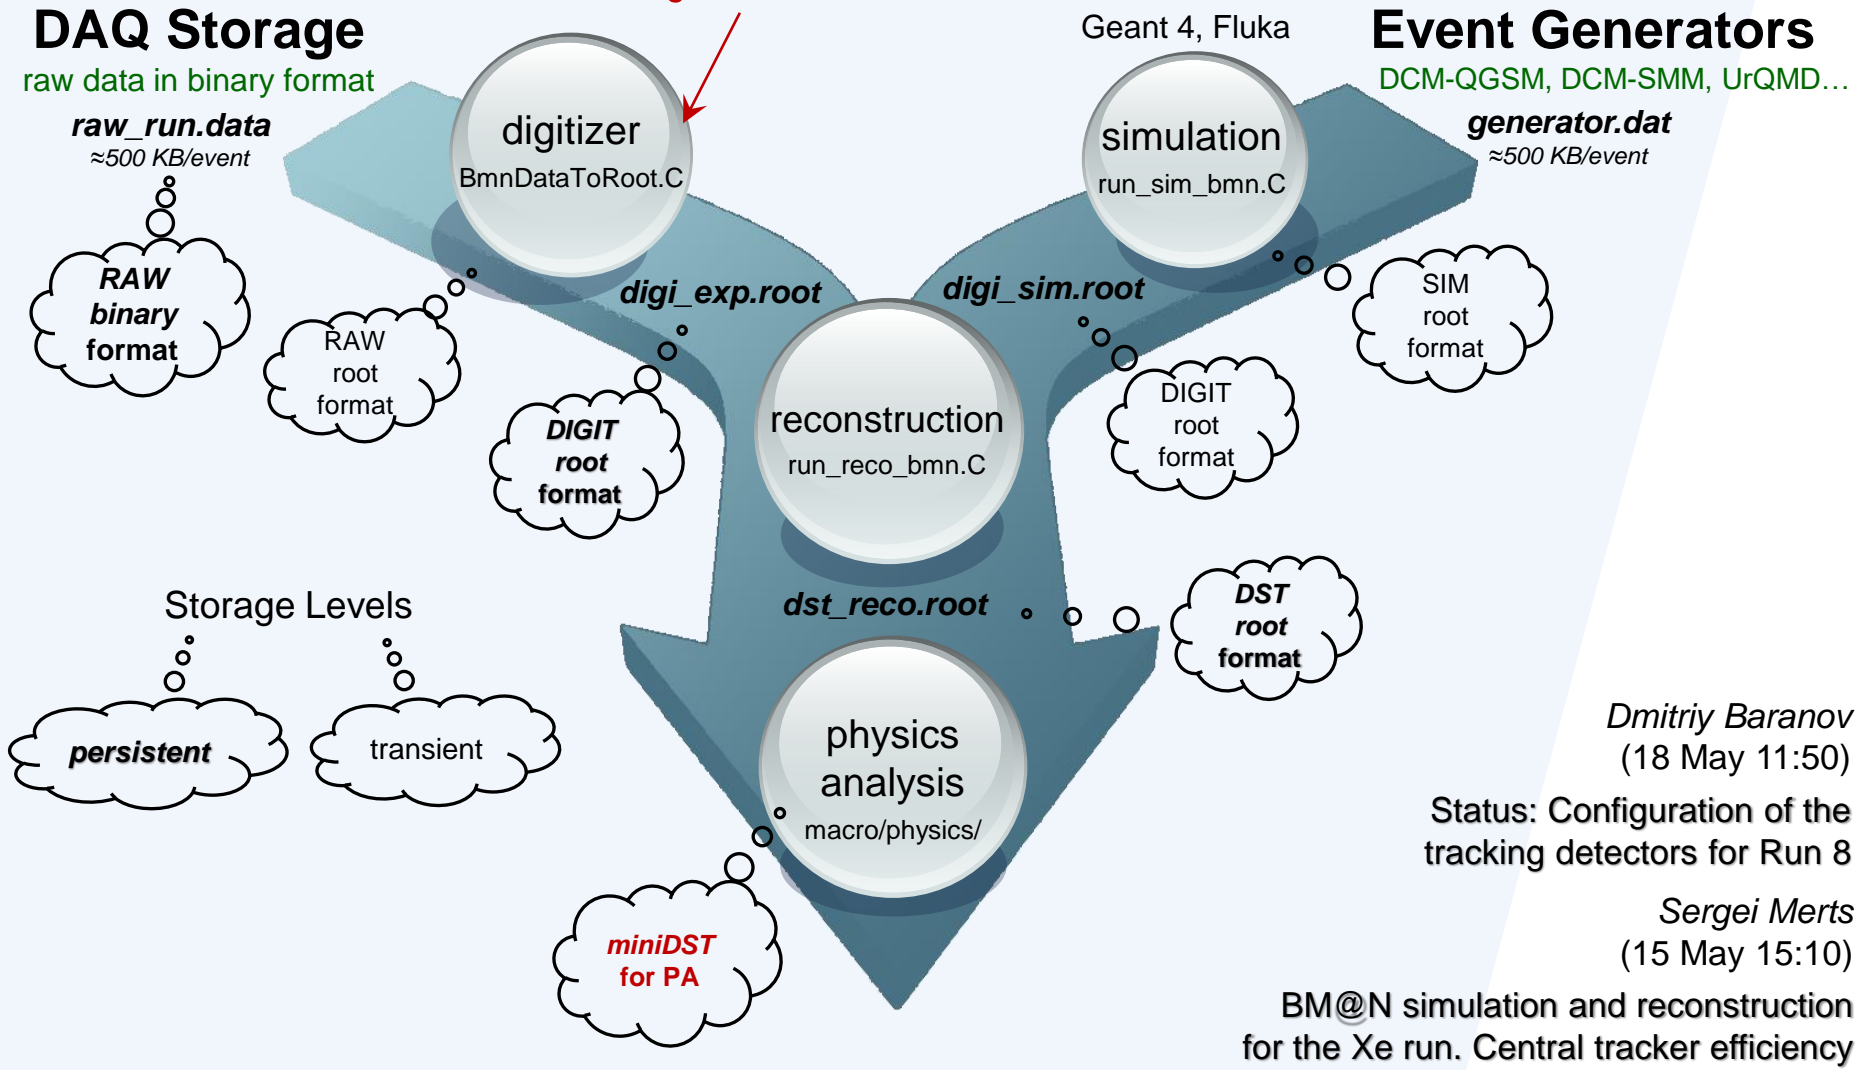 DAQ Storage
raw data in binary format
raw_run.data
≈500 KB/event
Geant 4, Fluka
Event Generators
DCM-QGSM, DCM-SMM, UrQMD…
generator.dat
≈500 KB/event
digitizer
BmnDataToRoot.C
simulation
run_sim_bmn.C
RAW
binary
format
RAW
root
format
digi_exp.root
digi_sim.root
SIM
root
format
DIGIT
root
format
DIGIT
root
format
reconstruction
run_reco_bmn.C
dst_reco.root
DST
root
format
Storage Levels
persistent
transient
physics
analysis
macro/physics/
miniDST
for PA
Dmitriy Baranov
(18 May 11:50)
Status: Configuration of the
tracking detectors for Run 8
Sergei Merts
(15 May 15:10)
BM@N simulation and reconstruction
for the Xe run. Central tracker efficiency